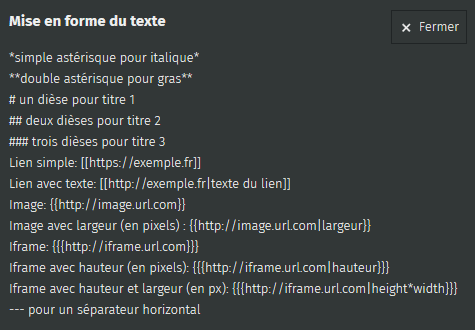 Mise en forme du texte
× Fermer
*simple astérisque pour italique*
**double astérisque pour gras**
# un dièse pour titre 1
## deux dièses pour titre 2
### trois dièses pour titre 3
Lien simple: [[https://exemple.fr]]
Lien avec texte: [[http://exemple.fr|texte du lien]]
Image: {{http://image.url.com}}
Image avec largeur (en pixels) : {{http://image.url.com|largeur}}
Iframe: {{{http://iframe.url.com}}}
Iframe avec hauteur (en pixels): {{{http://iframe.url.com|hauteur}}}
Iframe avec hauteur et largeur (en px): {{{http://iframe.url.com|height*width}}}
--- pour un séparateur horizontal